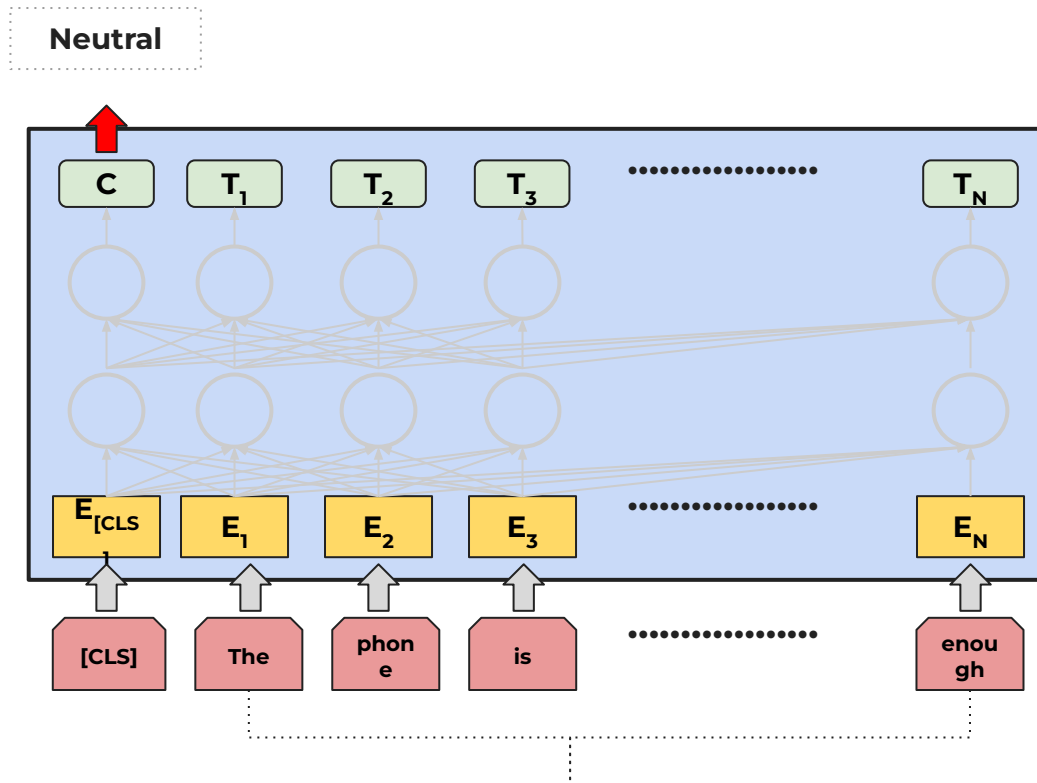 Neutral
C T1 T2 T3 TN
E[CLS
]
E1 E2 E3 EN
[CLS] The phon
e is enou
gh